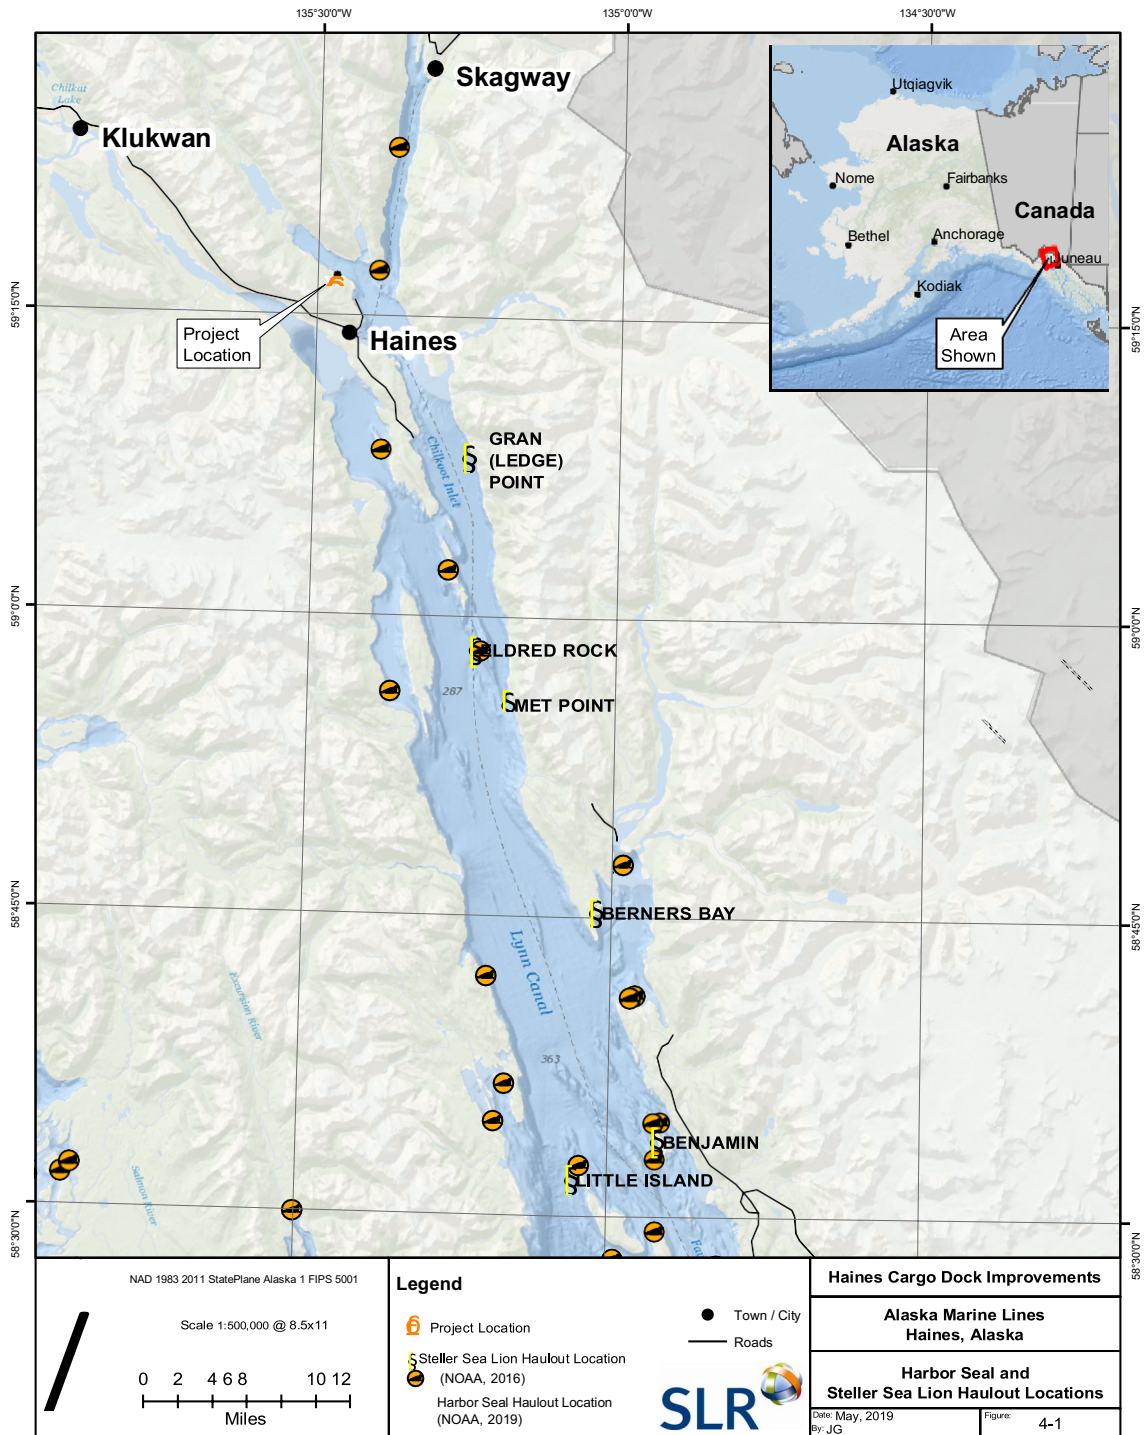 135°30'0"W
135°0'0"W
134°30'0"W
Skagway
Chilkat
Lake
Klukwan
Utqiagvik
Alaska
Nome
Fairbanks
Canada
Bethel
Anchorage
Juneau
Kodiak
Area
Shown
59°15'0"N
59°15'0"N
Project
Location
Haines
GRAN
(LEDGE)
POINT
Chilkoot Inlet
59°0'0"N
59°0'0"N
ELDRED ROCK
287
MET POINT
58°45'0"N
58°45'0"N
BERNERS BAY
Lynn Canal
Excursion River
363
BENJAMIN
LITTLE ISLAND
Salmon River
58°30'0"N
58°30'0"N
NAD 1983 2011 StatePlane Alaska 1 FIPS 5001
Scale 1:500,000 @ 8.5x11
0 2 4 6 8 10 12
Miles
Legend
Project Location
Steller Sea Lion Haulout Location
(NOAA, 2016)
Harbor Seal Haulout Location
(NOAA, 2019)
Town / City
Roads
SLR
Haines Cargo Dock Improvements
Alaska Marine Lines
Haines, Alaska
Harbor Seal and
Steller Sea Lion Haulout Locations
Date: May, 2019
By: JG
Figure:
4-1